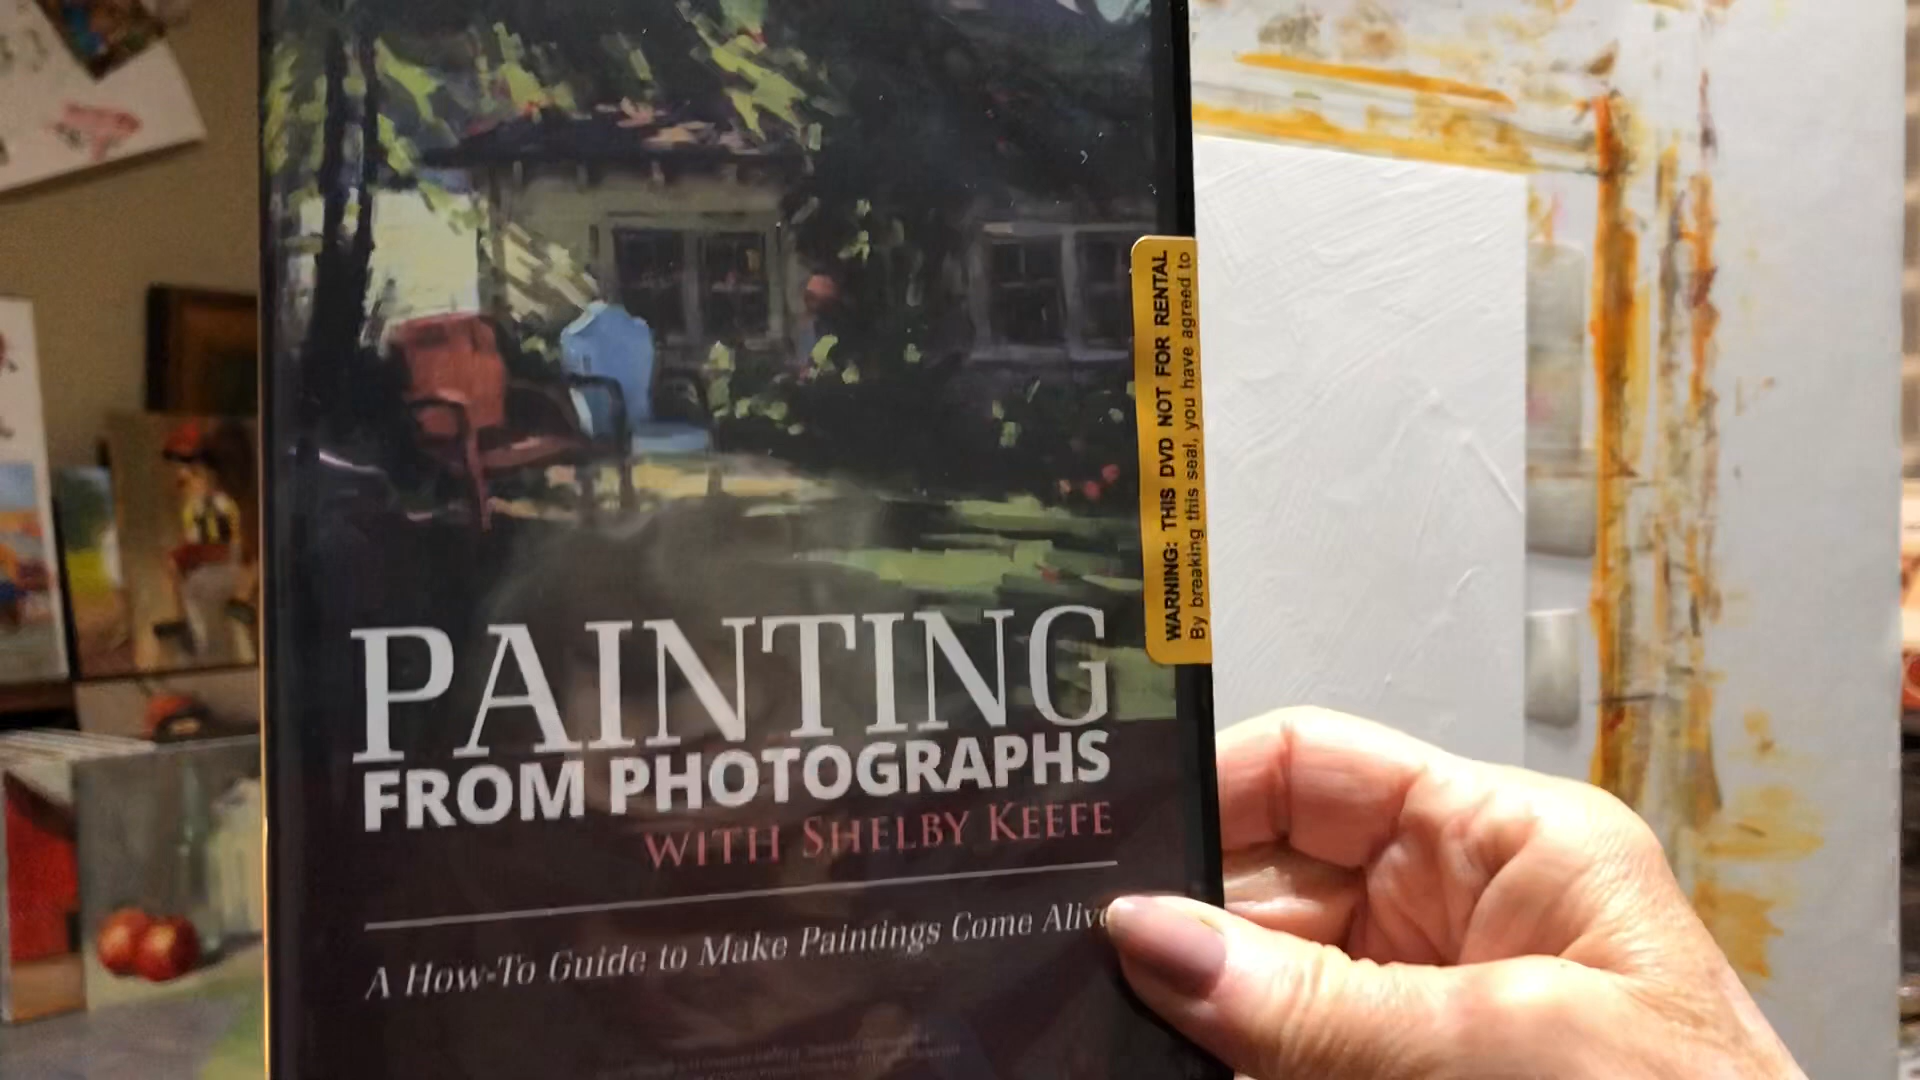 PAINTING
FROM PHOTOGRAPHS
WITH SHELBY KEEFE
A How-To Guide to Make Paintings Come Alive
WARNING: THIS DVD NOT FOR RENTAL
By breaking this seal, you have agreed to